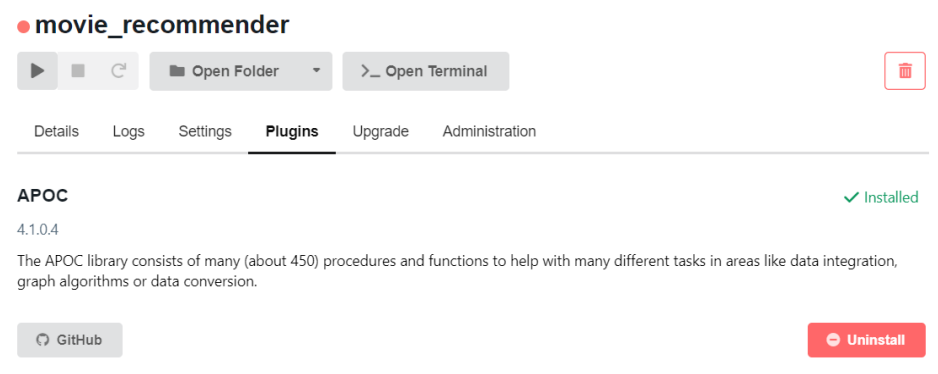 movie_recommender
Open Folder
>_ Open Terminal
Details Logs Settings Plugins Upgrade Administration
APOC
Installed
4.1.0.4
The APOC library consists of many (about 450) procedures and functions to help with many different tasks in areas like data integration,
graph algorithms or data conversion.
GitHub
Uninstall